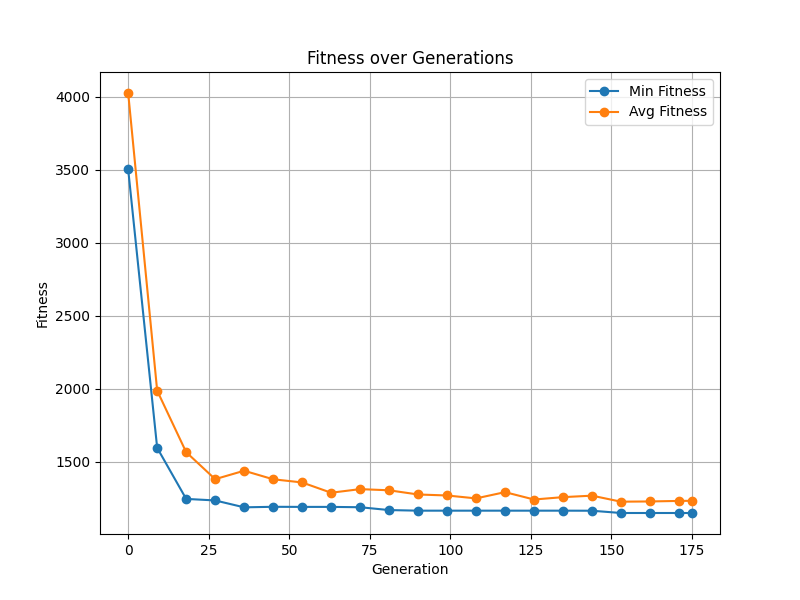 Fitness over Generations
Min Fitness
Avg Fitness
4000
3500
3000
2500
2000
1500
Fitness
0 25 50 75 100 125 150 175
Generation